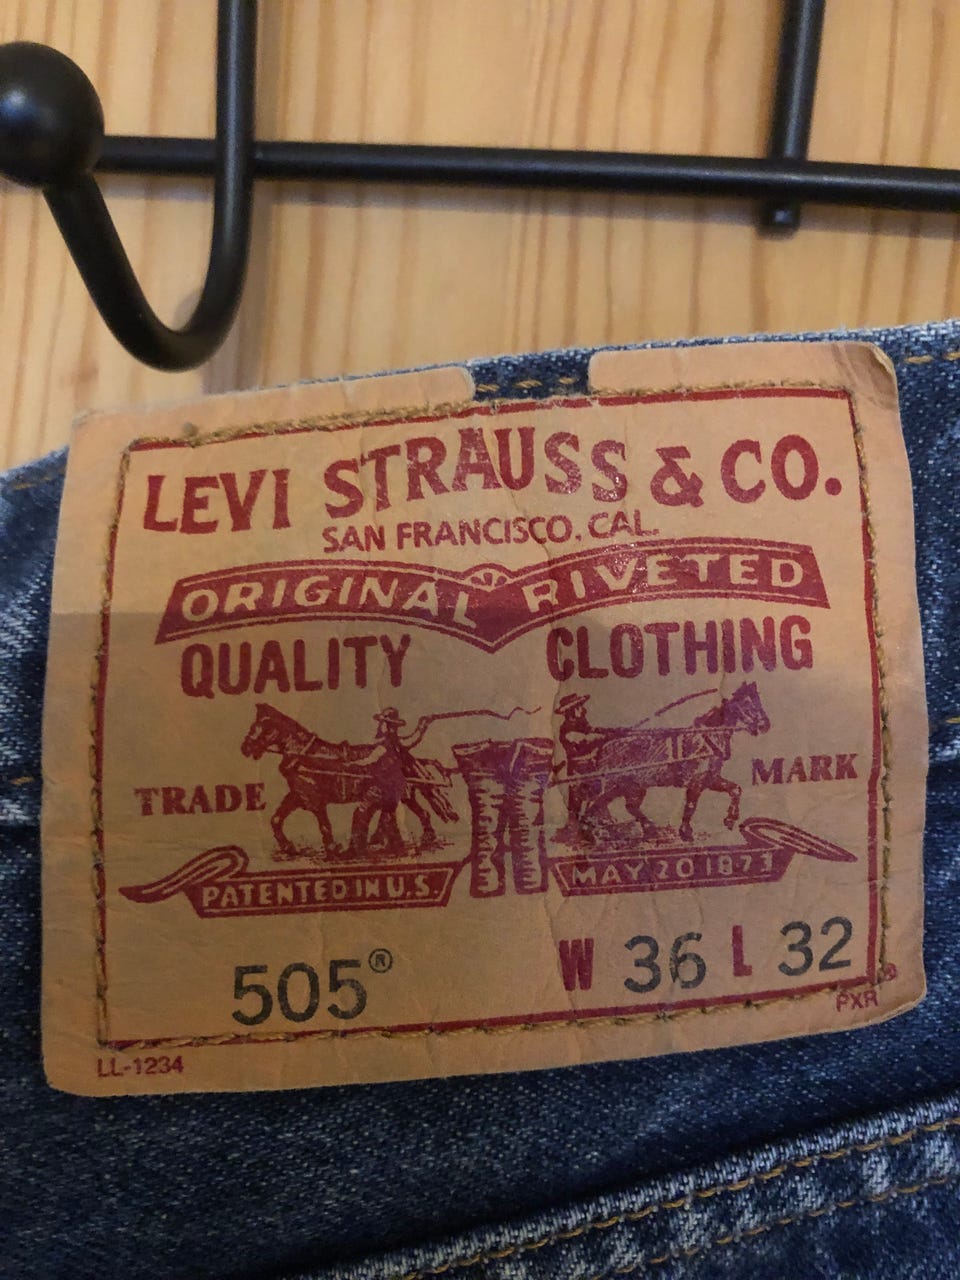 LEVI STRAUSS & CO.
SAN FRANCISCO, CAL.
ORIGINAL RIVETED
QUALITY CLOTHING
TRADE MARK
PATENTED IN U.S. MAY 20 1873
505® W 36 L 32
PXR®
LL-1234